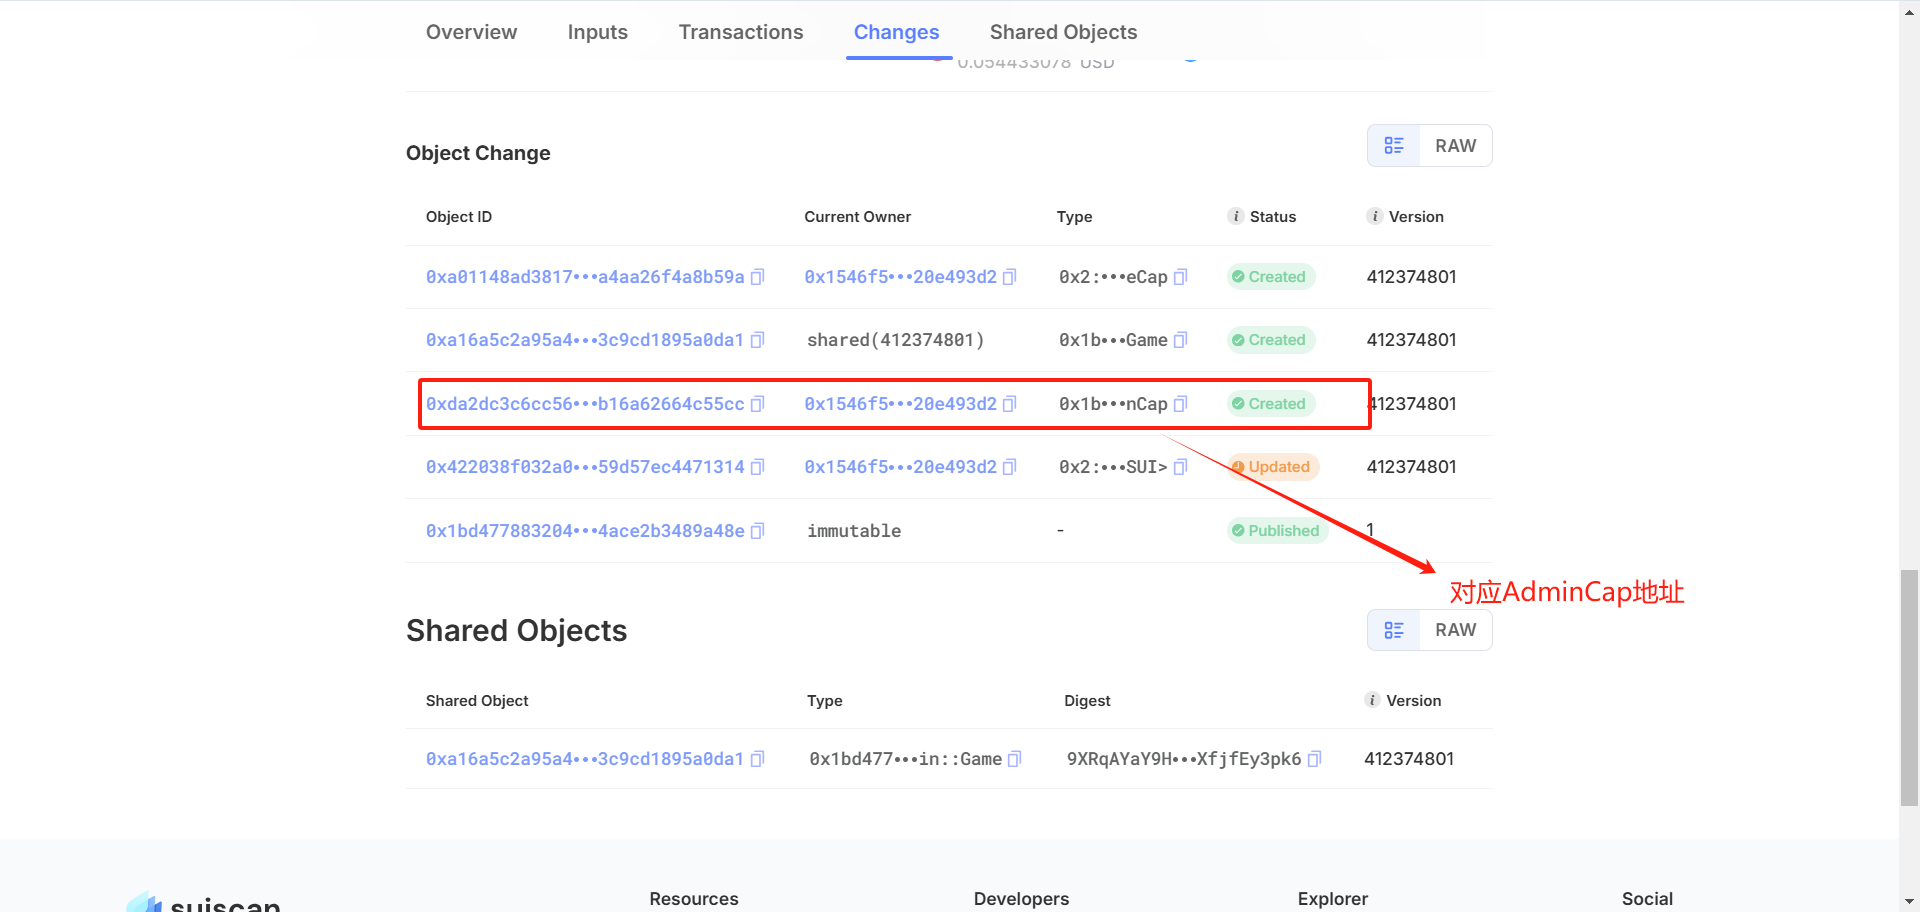 Overview Inputs Transactions Changes Shared Objects
0.054433078 USD
Object Change RAW
Object ID Current Owner Type Status Version
0xa01148ad3817•••a4aa26f4a8b59a 0x1546f5•••20e493d2 0x2:•••eCap Created 412374801
0xa16a5c2a95a4•••3c9cd1895a0da1 shared(412374801) 0x1b•••Game Created 412374801
0xda2dc3c6cc56•••b16a62664c55cc 0x1546f5•••20e493d2 0x1b•••nCap Created 412374801
0x422038f032a0•••59d57ec4471314 0x1546f5•••20e493d2 0x2:•••SUI> Updated 412374801
0x1bd477883204•••4ace2b3489a48e immutable - Published 1
对应AdminCap地址
Shared Objects RAW
Shared Object Type Digest Version
0xa16a5c2a95a4•••3c9cd1895a0da1 0x1bd477•••in::Game 9XRqAYaY9H•••XfjfEy3pk6 412374801
suiscan Resources Developers Explorer Social